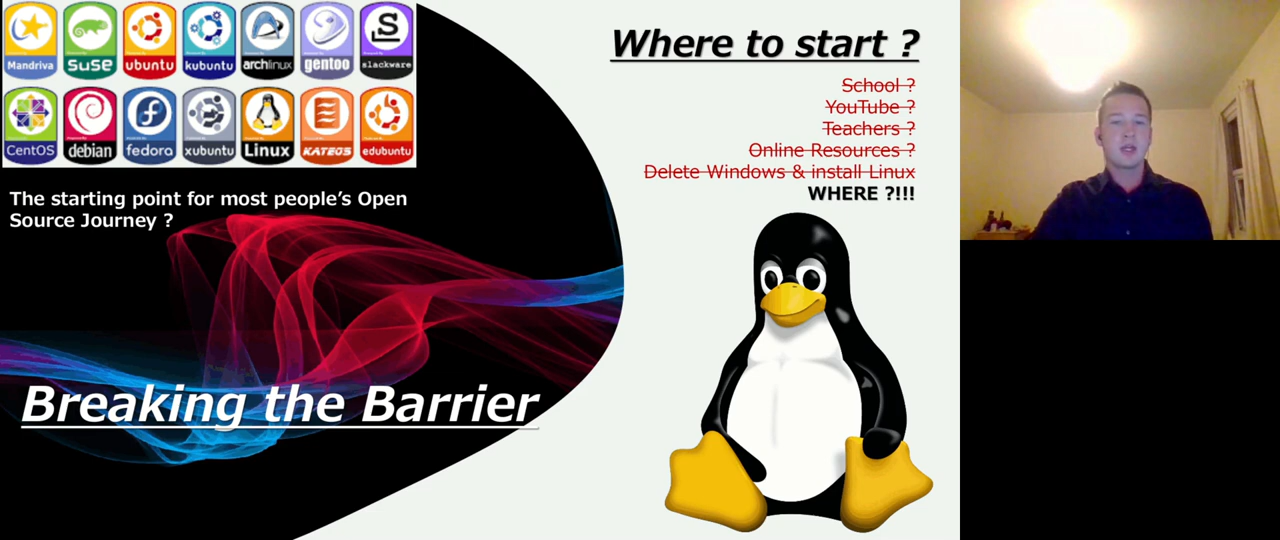 Mandriva
SUSE
ubuntu
kubuntu
archlinux
gentoo
slackware
CentOS
debian
fedora
xubuntu
Linux
KATEOS
edubuntu
The starting point for most people’s Open
Source Journey ?
Breaking the Barrier
Where to start ?
School ?
YouTube ?
Teachers ?
Online Resources ?
Delete Windows & install Linux
WHERE ?!!!